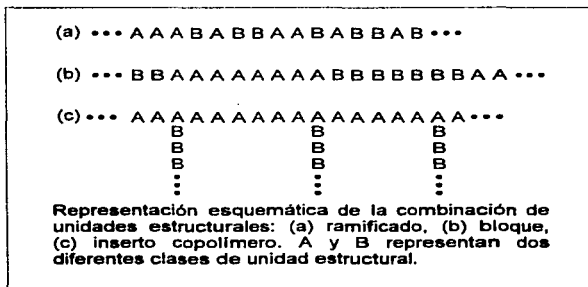 (a) ••• A A A B A B B A A B A B B A B •••
(b) ••• B B A A A A A A A A B B B B B B B A A •••
(c) ••• A A A A A A A A A A A A A A A A A •••
B B B
B B B
B B B
Representación esquemática de la combinación de
unidades estructurales: (a) ramificado, (b) bloque,
(c) inserto copolímero. A y B representan dos
diferentes clases de unidad estructural.